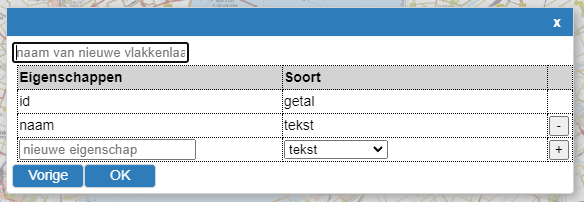 x
naam van nieuwe vlakkenlaa
Eigenschappen Soort
id getal
naam tekst -
nieuwe eigenschap tekst +
Vorige OK